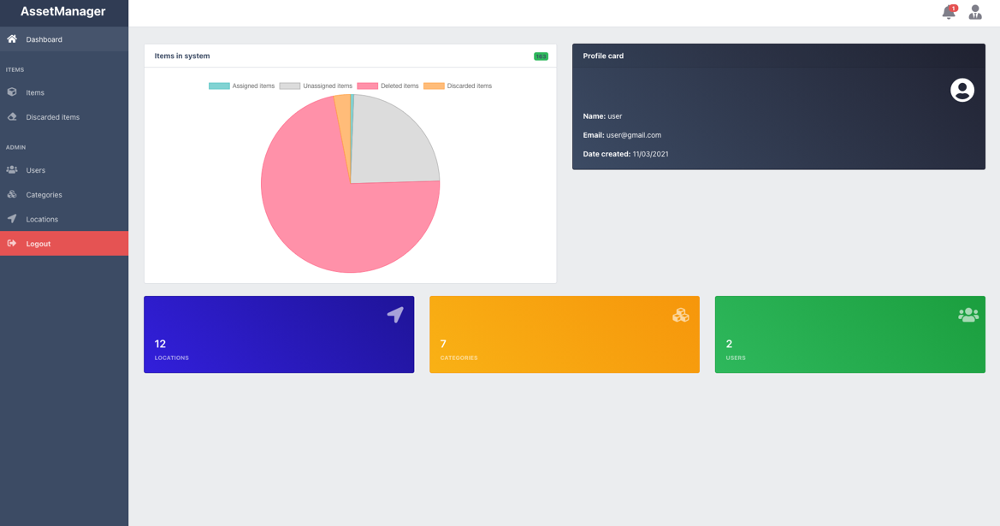 AssetManager
1
Dashboard
ITEMS
Items
Discarded items
ADMIN
Users
Categories
Locations
Logout
Items in system
163
Assigned items
Unassigned items
Deleted items
Discarded items
Profile card
Name: user
Email: user@gmail.com
Date created: 11/03/2021
12
LOCATIONS
7
CATEGORIES
2
USERS